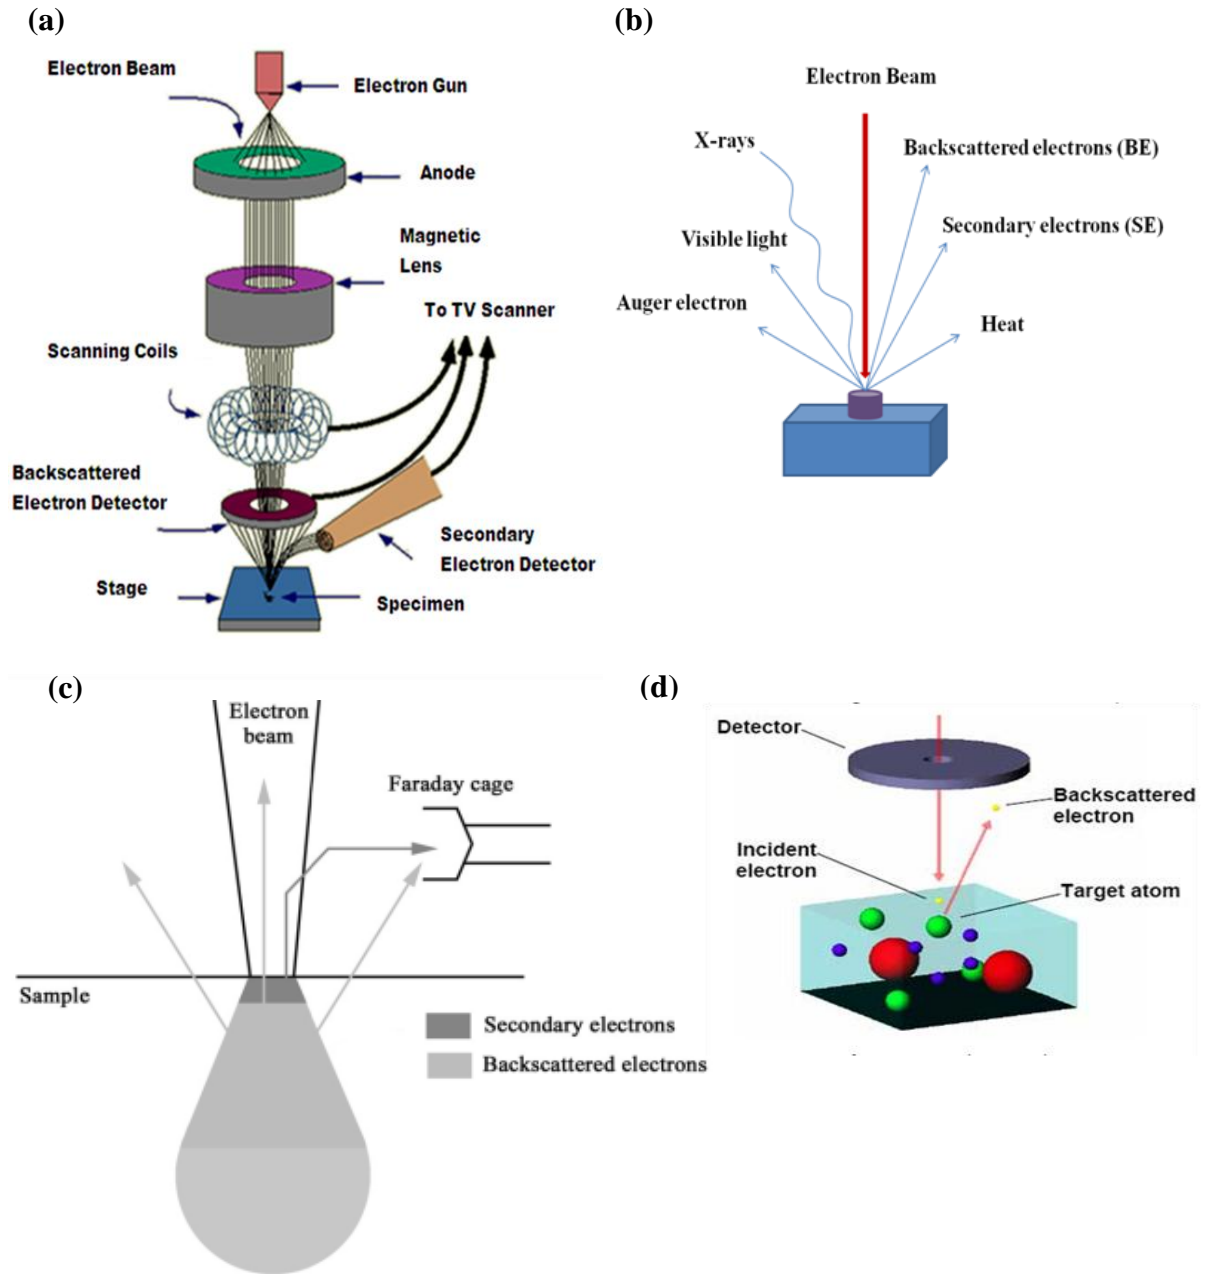 (a)
Electron Beam
Electron Gun
Anode
Magnetic
Lens
To TV Scanner
Scanning Coils
Backscattered
Electron Detector
Secondary
Electron Detector
Stage
Specimen
(b)
Electron Beam
X-rays
Backscattered electrons (BE)
Secondary electrons (SE)
Visible light
Auger electron
Heat
(c)
Electron
beam
Faraday cage
Sample
Secondary electrons
Backscattered electrons
(d)
Detector
Backscattered
electron
Incident
electron
Target atom